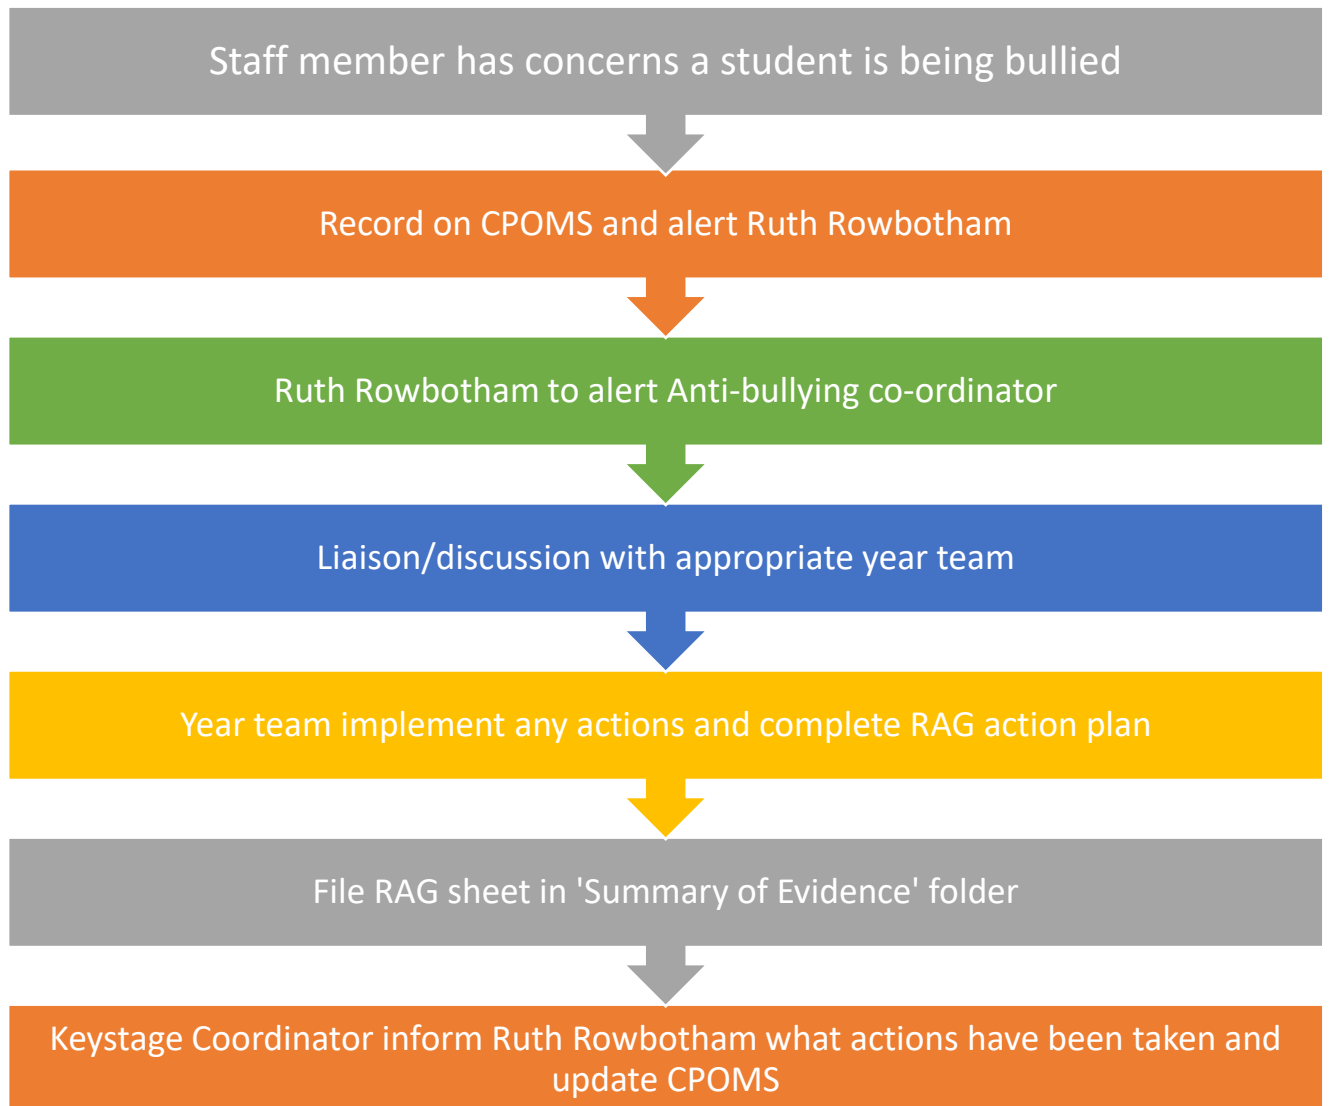 Staff member has concerns a student is being bullied
Record on CPOMS and alert Ruth Rowbotham
Ruth Rowbotham to alert Anti-bullying co-ordinator
Liaison/discussion with appropriate year team
Year team implement any actions and complete RAG action plan
File RAG sheet in 'Summary of Evidence' folder
Keystage Coordinator inform Ruth Rowbotham what actions have been taken and
update CPOMS